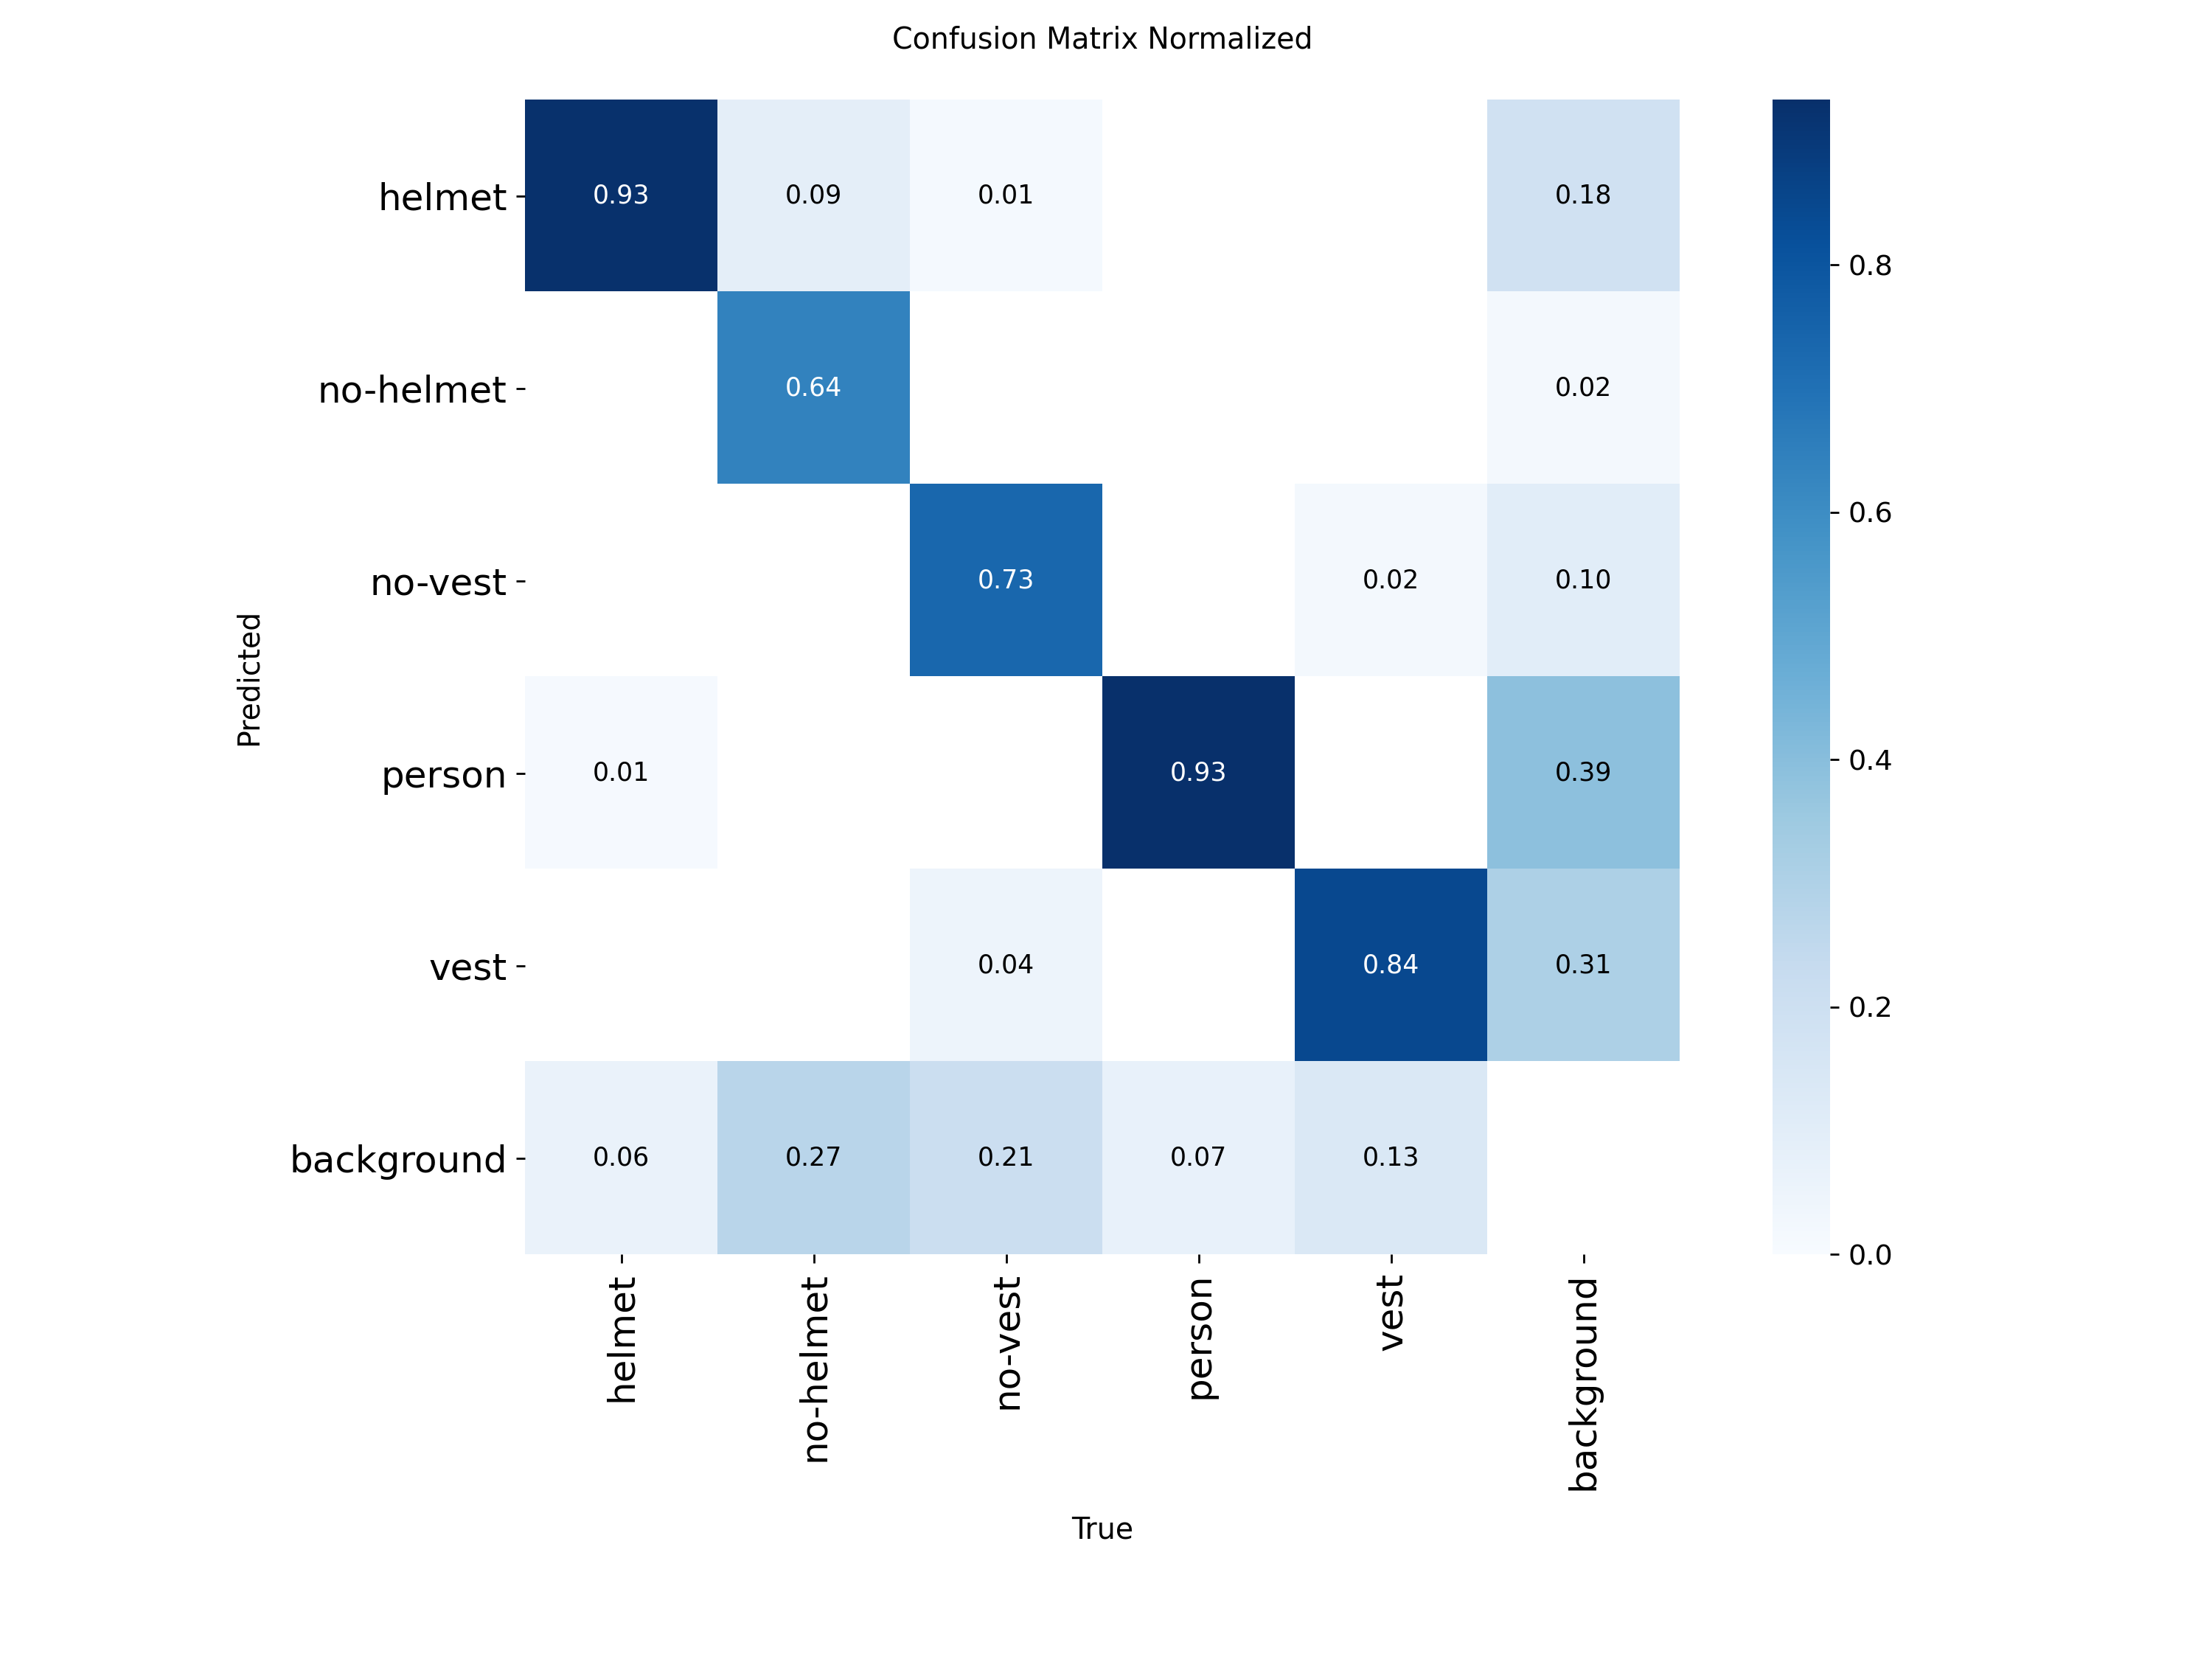 Confusion Matrix Normalized
helmet 0.93 0.09 0.01 0.18
0.8
no-helmet 0.64 0.02
0.6
no-vest 0.73 0.02 0.10
Predicted
person 0.01 0.93 0.39
0.4
vest 0.04 0.84 0.31
0.2
background 0.06 0.27 0.21 0.07 0.13
0.0
helmet
no-helmet
no-vest
person
vest
background
True